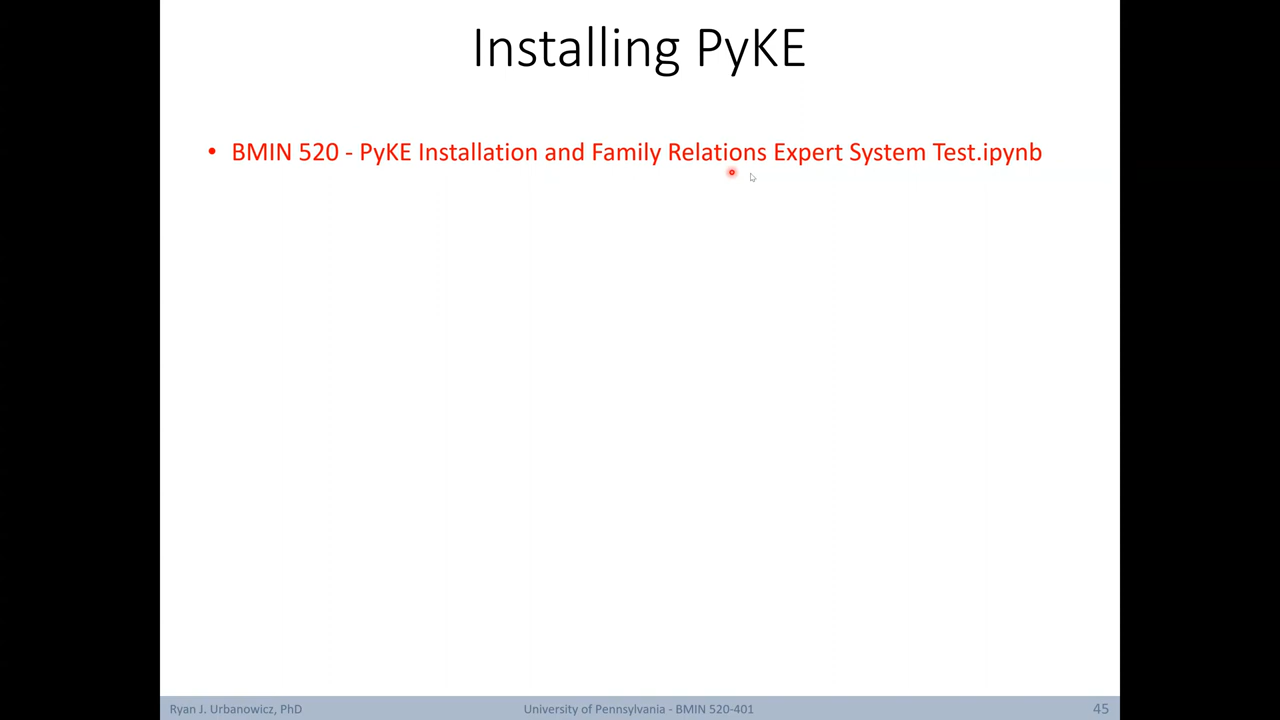 Installing PyKE
• BMIN 520 - PyKE Installation and Family Relations Expert System Test.ipynb
Ryan J. Urbanowicz, PhD
University of Pennsylvania - BMIN 520-401
45